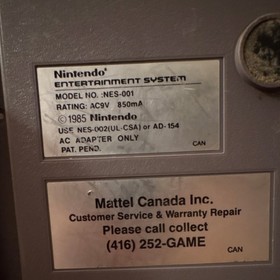 Nintendo
ENTERTAINMENT SYSTEM
MODEL NO. :NES-001
RATING: AC9V 850mA
©1985 Nintendo
USE NES-002(UL·CSA) or AD-154
AC ADAPTER ONLY
PAT. PEND. CAN
Mattel Canada Inc.
Customer Service & Warranty Repair
Please call collect
(416) 252-GAME
CAN